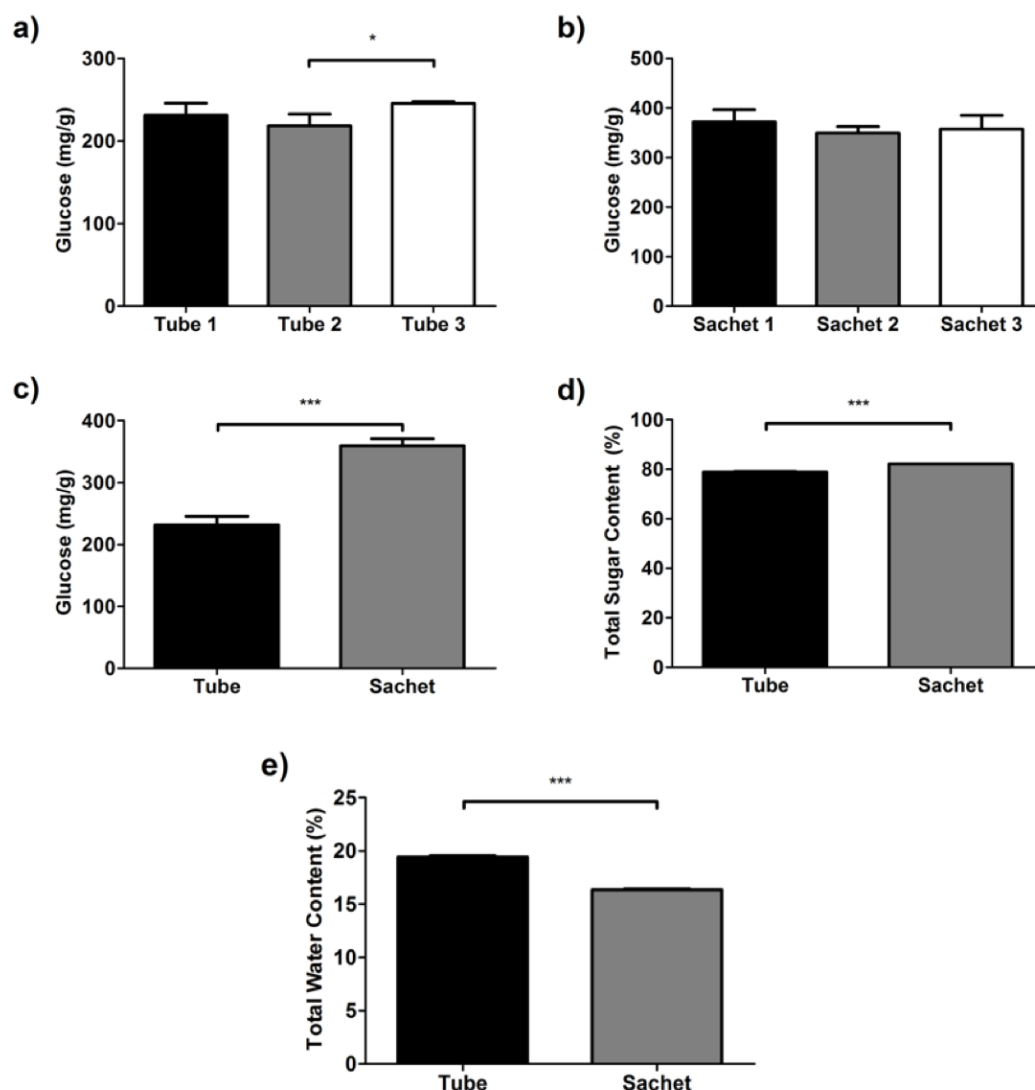 a)
*
300
200
100
0
Glucose (mg/g)
Tube 1 Tube 2 Tube 3
b)
500
400
300
200
100
0
Glucose (mg/g)
Sachet 1 Sachet 2 Sachet 3
c)
***
400
300
200
100
0
Glucose (mg/g)
Tube Sachet
d)
***
100
80
60
40
20
0
Total Sugar Content (%)
Tube Sachet
e)
***
25
20
15
10
5
0
Total Water Content (%)
Tube Sachet